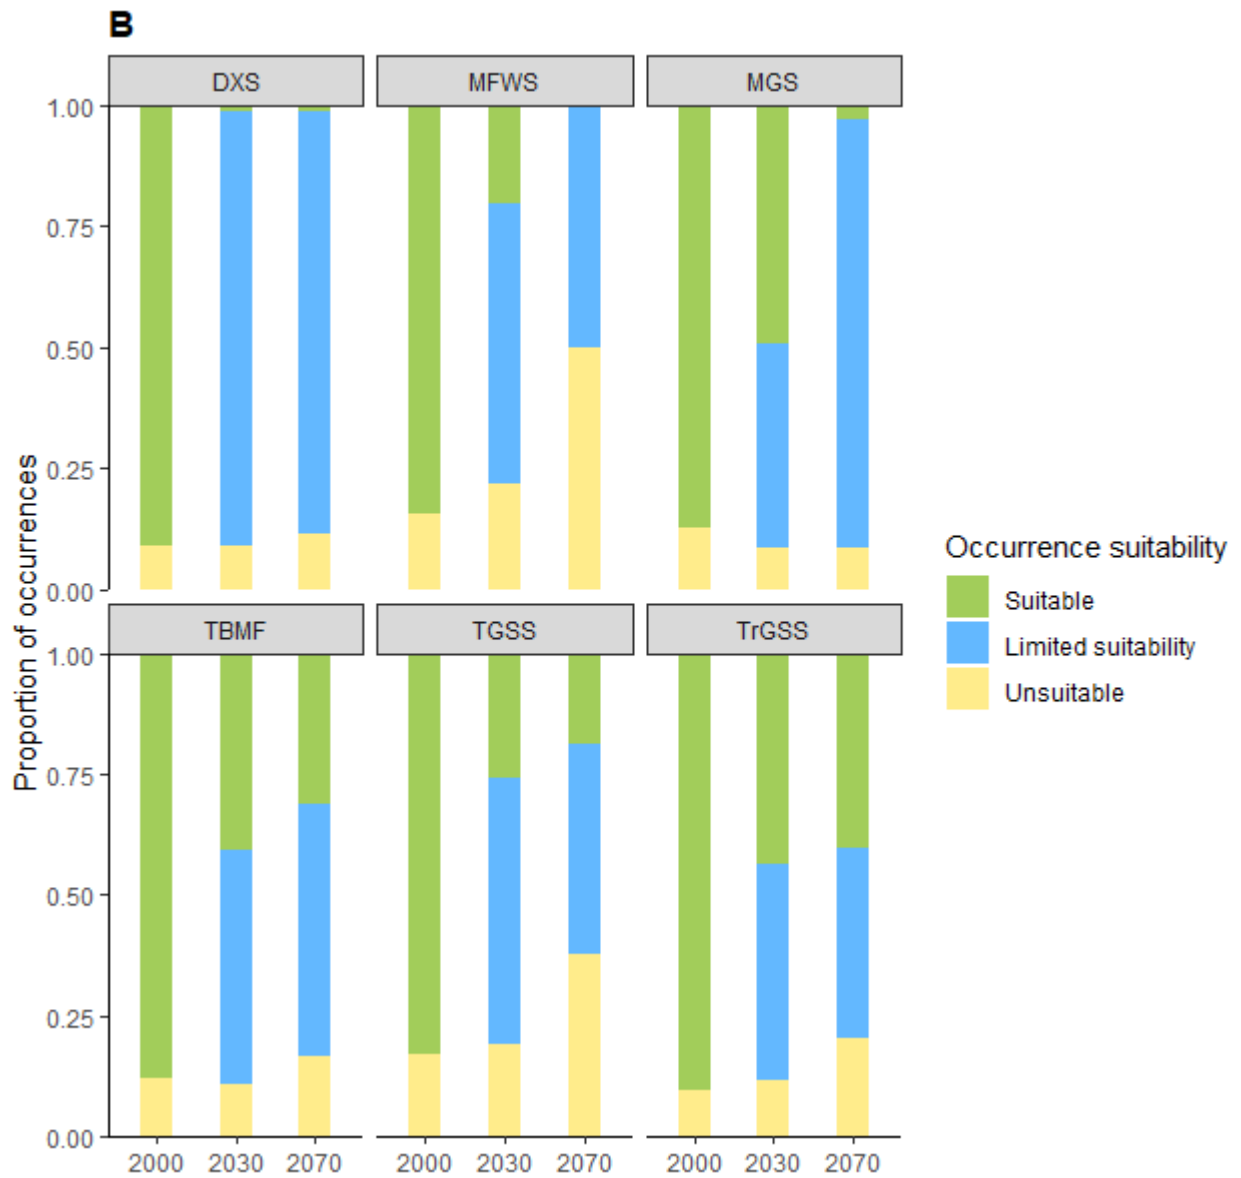 B
DXS MFWS MGS
1.00
0.75
0.50
0.25
0.00
TBMF TGSS TrGSS
1.00
0.75
0.50
0.25
0.00
2000 2030 2070 2000 2030 2070 2000 2030 2070
Proportion of occurrences
Occurrence suitability
Suitable
Limited suitability
Unsuitable